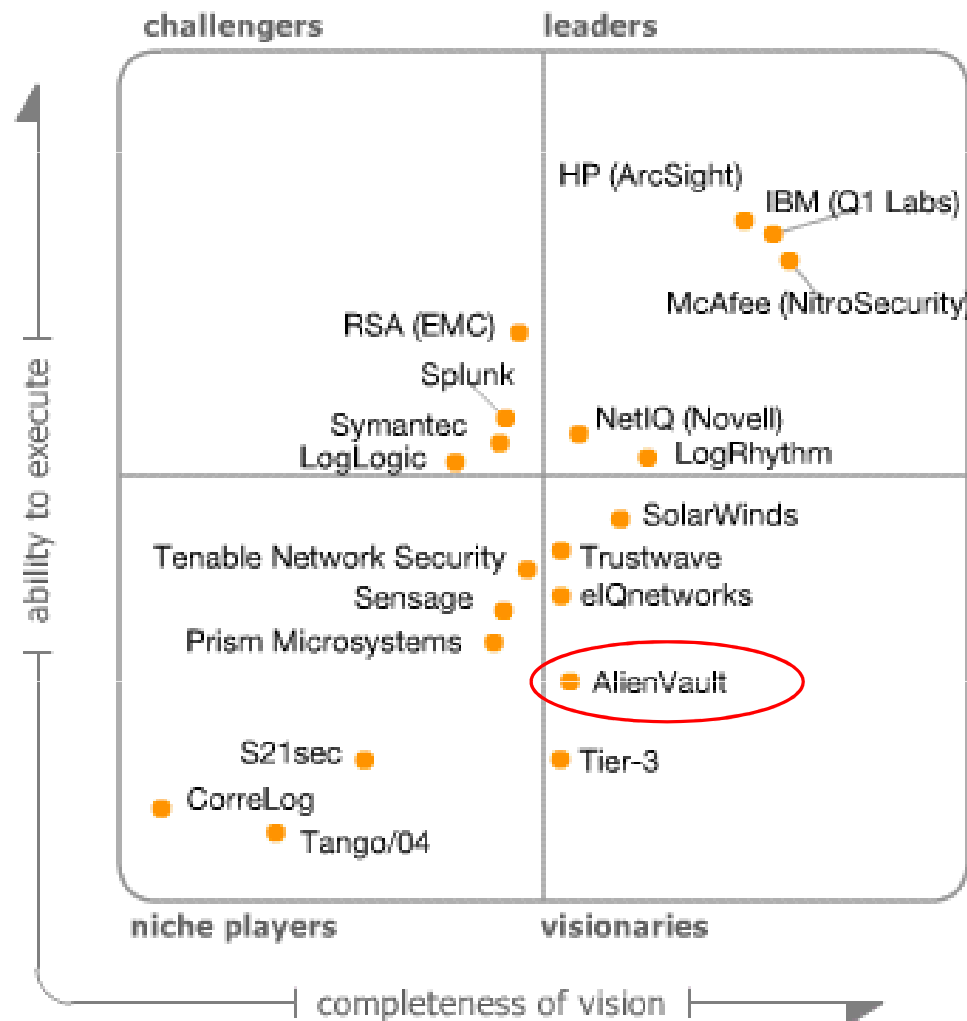 challengers
leaders
HP (ArcSight)
IBM (Q1 Labs)
McAfee (NitroSecurity)
RSA (EMC)
Splunk
Symantec
LogLogic
NetIQ (Novell)
LogRhythm
SolarWinds
Tenable Network Security
Trustwave
Sensage
eIQnetworks
Prism Microsystems
AlienVault
S21sec
Tier-3
CorreLog
Tango/04
niche players
visionaries
ability to execute
completeness of vision